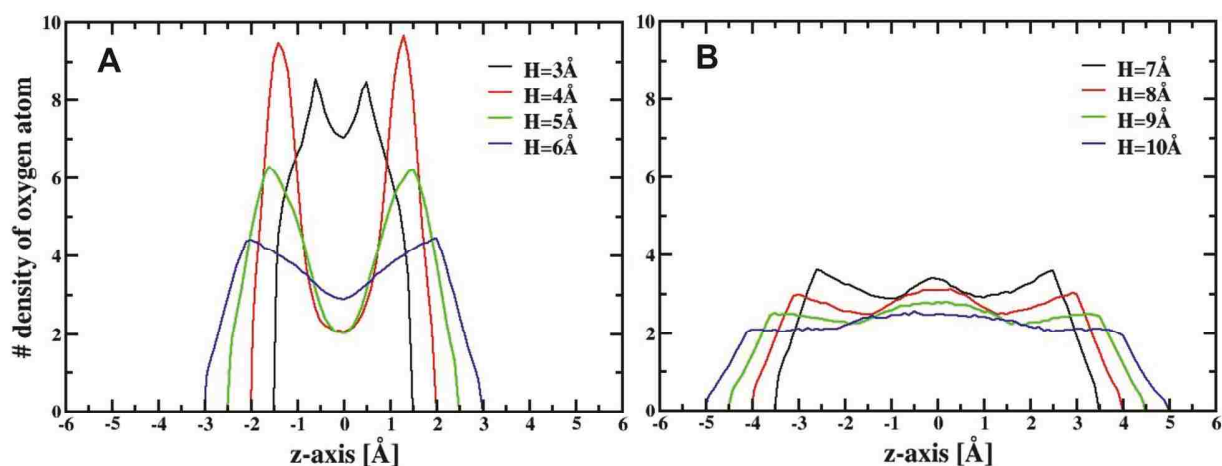 A
H=3Å
H=4Å
H=5Å
H=6Å
# density of oxygen atom
10
8
6
4
2
0
-6 -5 -4 -3 -2 -1 0 1 2 3 4 5 6
z-axis [Å]
B
H=7Å
H=8Å
H=9Å
H=10Å
10
8
6
4
2
0
-6 -5 -4 -3 -2 -1 0 1 2 3 4 5 6
z-axis [Å]